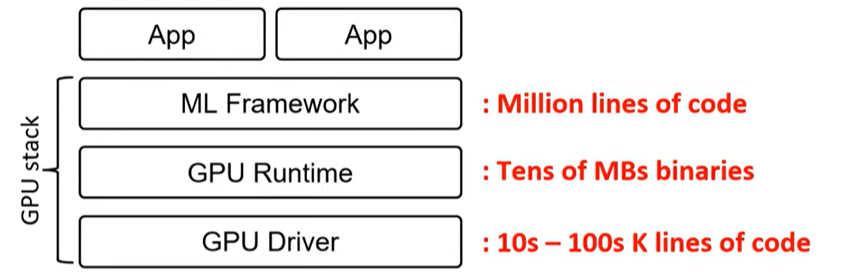 App App
GPU stack
ML Framework : Million lines of code
GPU Runtime : Tens of MBs binaries
GPU Driver : 10s – 100s K lines of code